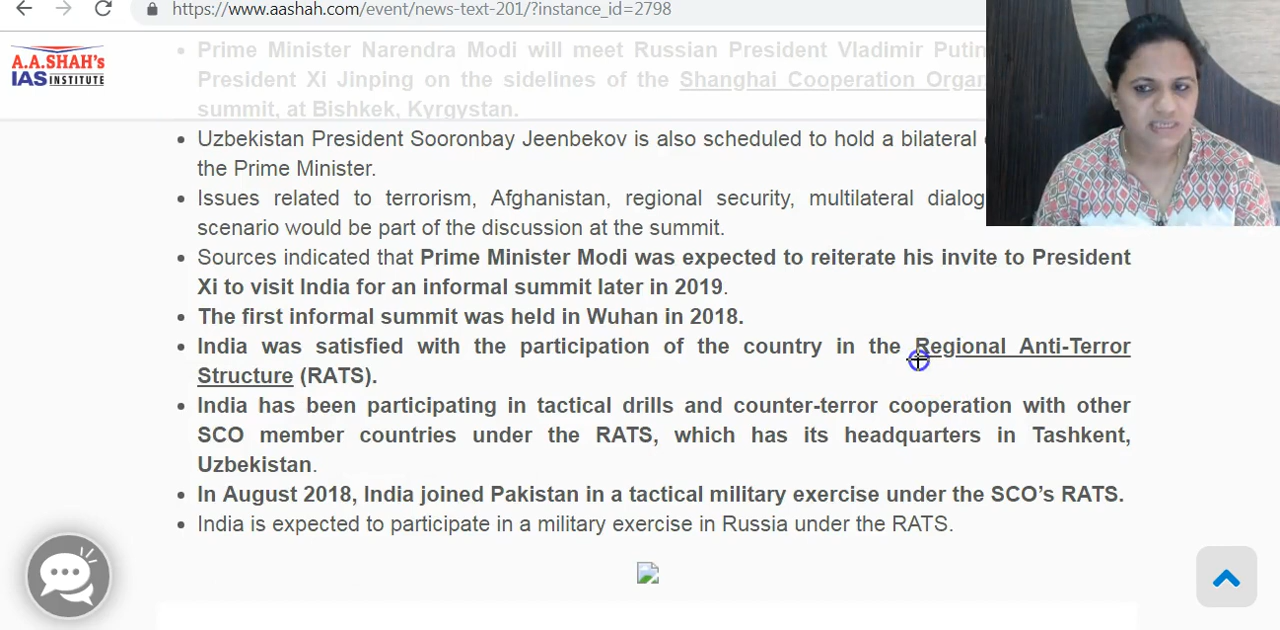 https://www.aashah.com/event/news-text-201/?instance_id=2798
A.A.SHAH'S
IAS INSTITUTE
Prime Minister Narendra Modi will meet Russian President Vladimir Putin
President Xi Jinping on the sidelines of the Shanghai Cooperation Organ
summit, at Bishkek, Kyrgystan.
Uzbekistan President Sooronbay Jeenbekov is also scheduled to hold a bilateral
the Prime Minister.
Issues related to terrorism, Afghanistan, regional security, multilateral dialog
scenario would be part of the discussion at the summit.
Sources indicated that Prime Minister Modi was expected to reiterate his invite to President
Xi to visit India for an informal summit later in 2019.
The first informal summit was held in Wuhan in 2018.
India was satisfied with the participation of the country in the Regional Anti-Terror
Structure (RATS).
India has been participating in tactical drills and counter-terror cooperation with other
SCO member countries under the RATS, which has its headquarters in Tashkent,
Uzbekistan.
In August 2018, India joined Pakistan in a tactical military exercise under the SCO's RATS.
India is expected to participate in a military exercise in Russia under the RATS.